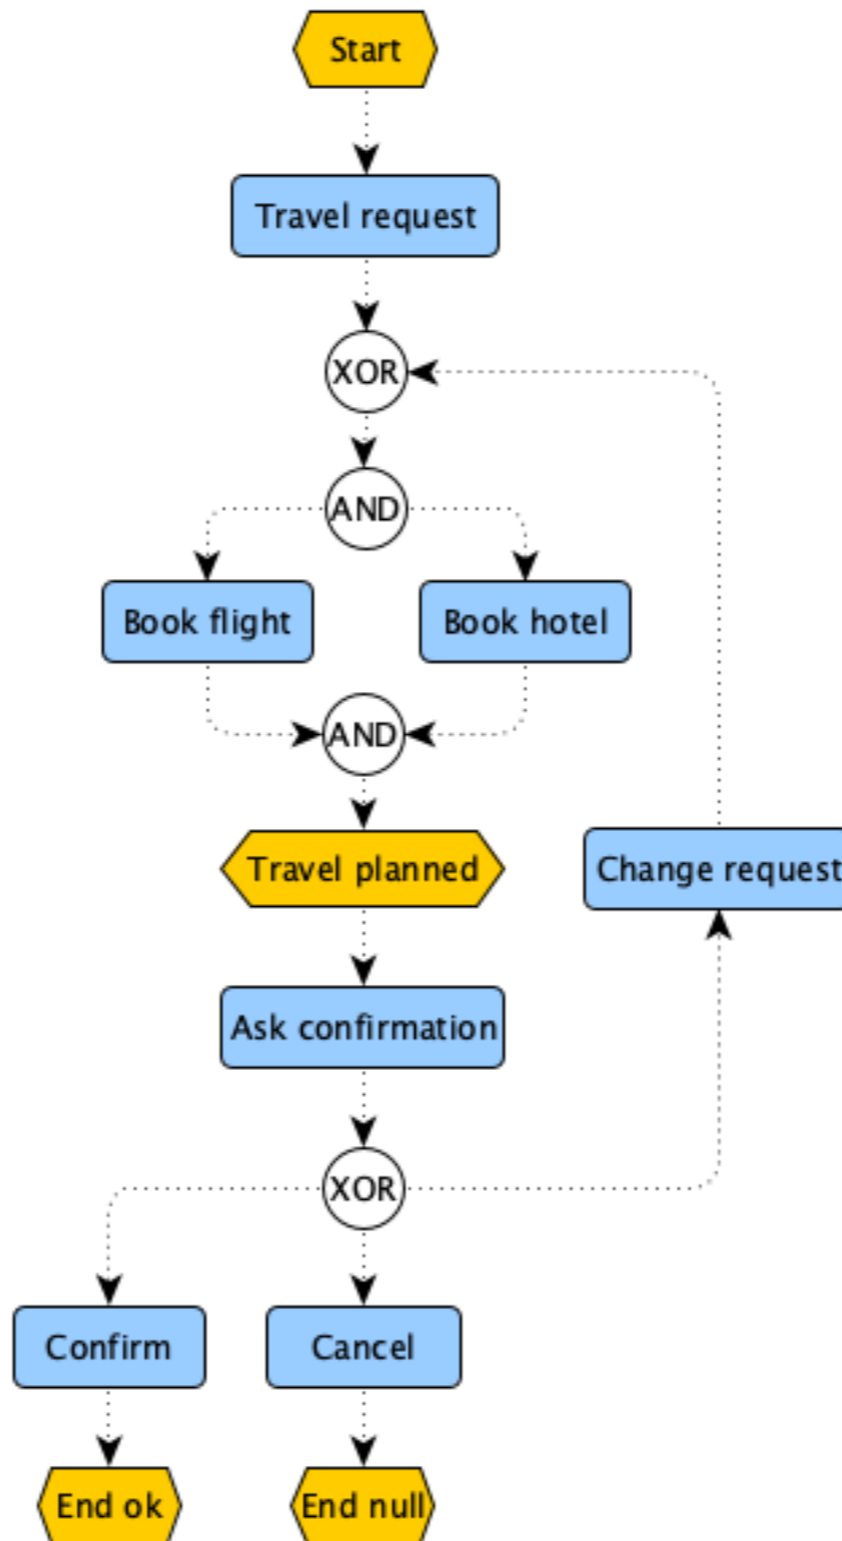 Start
Travel request
XOR
AND
Book flight
Book hotel
AND
Travel planned
Change request
Ask confirmation
XOR
Confirm
Cancel
End ok
End null